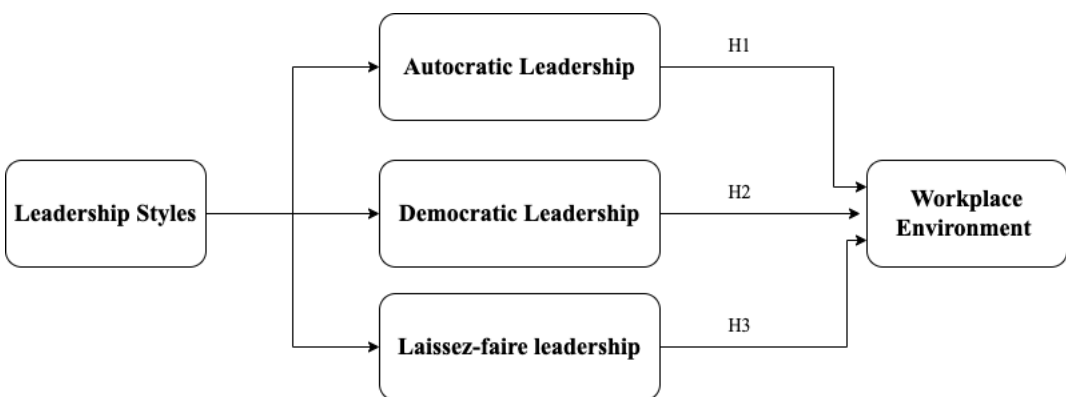 H1
Autocratic Leadership
Leadership Styles
Democratic Leadership
H2
Workplace
Environment
H3
Laissez-faire leadership